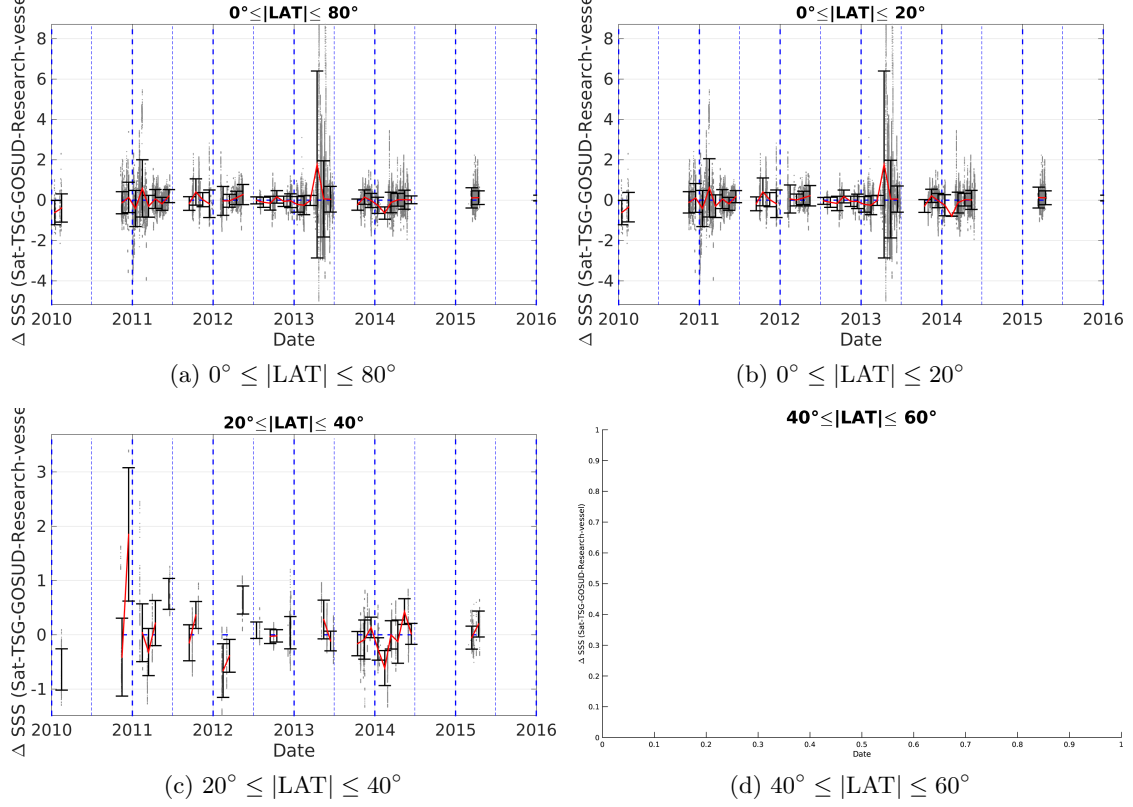 0°≤|LAT|≤ 80°
Δ SSS (Sat-TSG-GOSUD-Research-vessel
8
6
4
2
0
-2
-4
2010 2011 2012 2013 2014 2015 2016
Date
(a) 0° ≤ |LAT| ≤ 80°
0°≤|LAT|≤ 20°
Δ SSS (Sat-TSG-GOSUD-Research-vessel
8
6
4
2
0
-2
-4
2010 2011 2012 2013 2014 2015 2016
Date
(b) 0° ≤ |LAT| ≤ 20°
20°≤|LAT|≤ 40°
Δ SSS (Sat-TSG-GOSUD-Research-vesse
3
2
1
0
-1
2010 2011 2012 2013 2014 2015 2016
Date
(c) 20° ≤ |LAT| ≤ 40°
40°≤|LAT|≤ 60°
Δ SSS (Sat-TSG-GOSUD-Research-vessel)
1
0.9
0.8
0.7
0.6
0.5
0.4
0.3
0.2
0.1
0
0 0.1 0.2 0.3 0.4 0.5 0.6 0.7 0.8 0.9 1
Date
(d) 40° ≤ |LAT| ≤ 60°